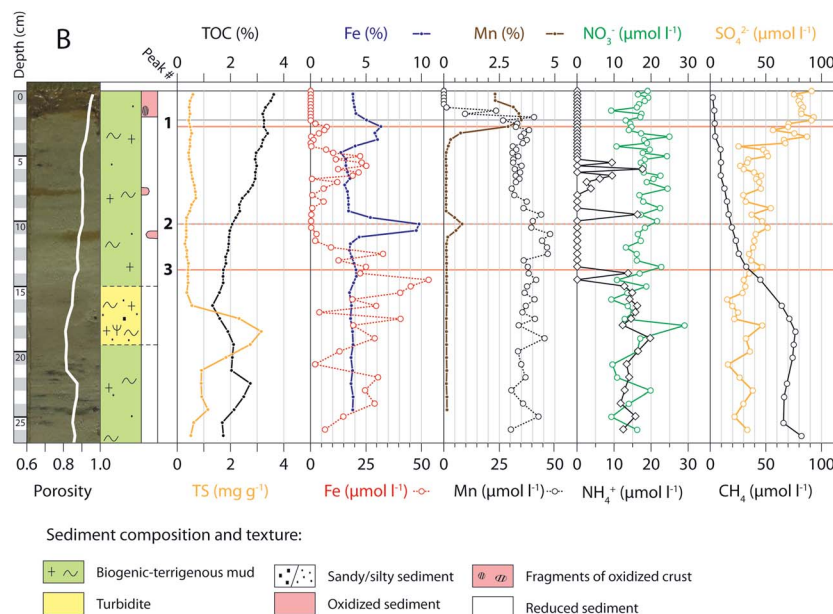 B
Depth (cm)
Peak #
TOC (%)
Fe (%)
Mn (%)
NO₃⁻ (μmol l⁻¹)
SO₄²⁻ (μmol l⁻¹)
0 2 4
0 5 10
0 5
0 10 20 30
0 50 100
0
5
10
15
20
25
1
2
3
0.6 0.8 1.0
0 2 4
0 25 50
0 25 50
0 10 20 30
0 50 100
Porosity
TS (mg g⁻¹)
Fe (μmol l⁻¹)
Mn (μmol l⁻¹)
NH₄⁺ (μmol l⁻¹)
CH₄ (μmol l⁻¹)
Sediment composition and texture:
Biogenic-terrigenous mud
Sandy/silty sediment
Fragments of oxidized crust
Turbidite
Oxidized sediment
Reduced sediment